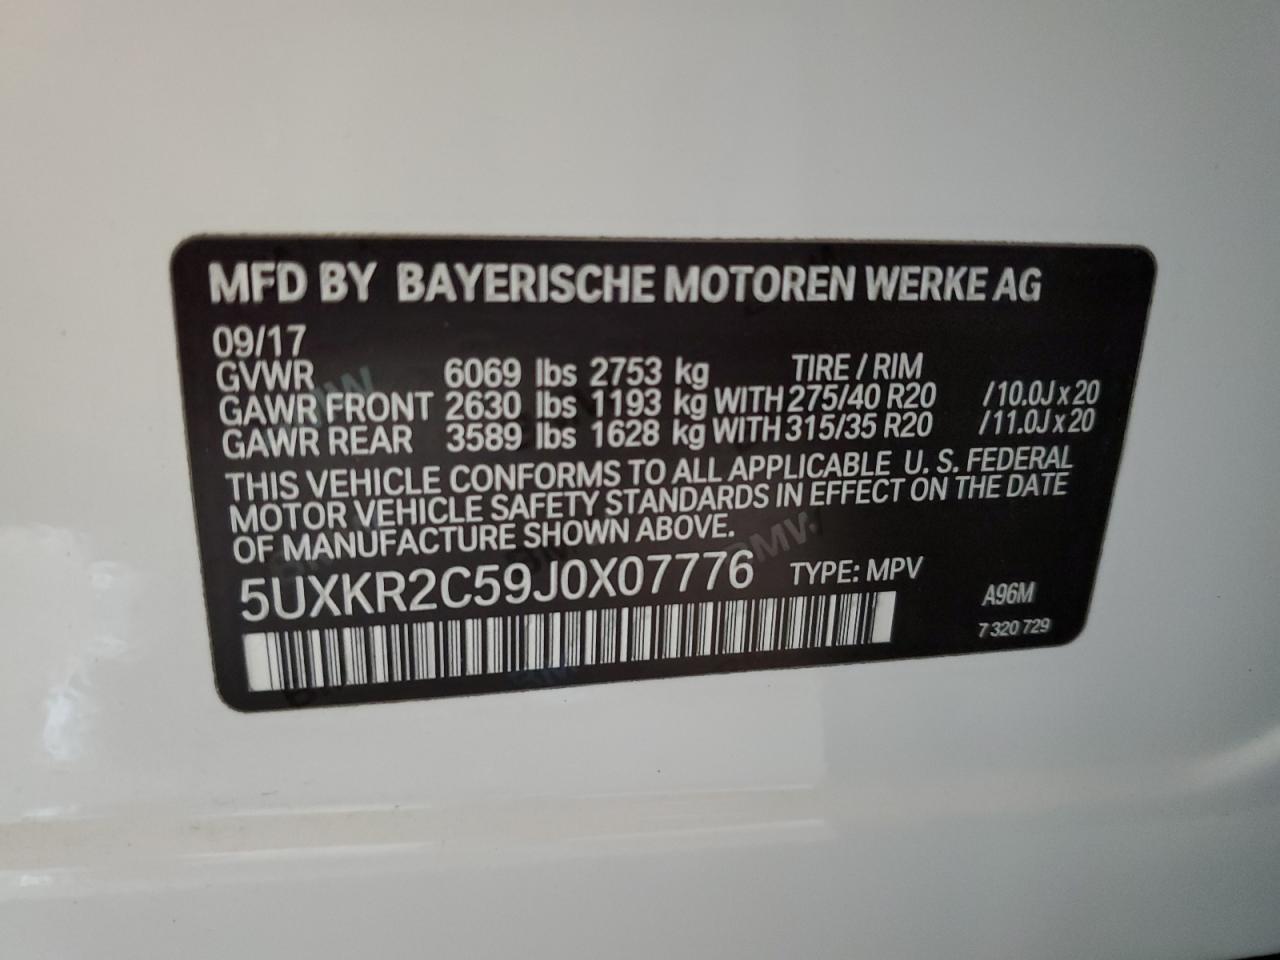 MFD BY BAYERISCHE MOTOREN WERKE AG
09/17
GVWR 6069 lbs 2753 kg TIRE / RIM
GAWR FRONT 2630 lbs 1193 kg WITH 275/40 R20 /10.0J x 20
GAWR REAR 3589 lbs 1628 kg WITH 315/35 R20 /11.0J x 20
THIS VEHICLE CONFORMS TO ALL APPLICABLE U. S. FEDERAL
MOTOR VEHICLE SAFETY STANDARDS IN EFFECT ON THE DATE
OF MANUFACTURE SHOWN ABOVE.
5UXKR2C59J0X07776 TYPE: MPV
A96M
7 320 729